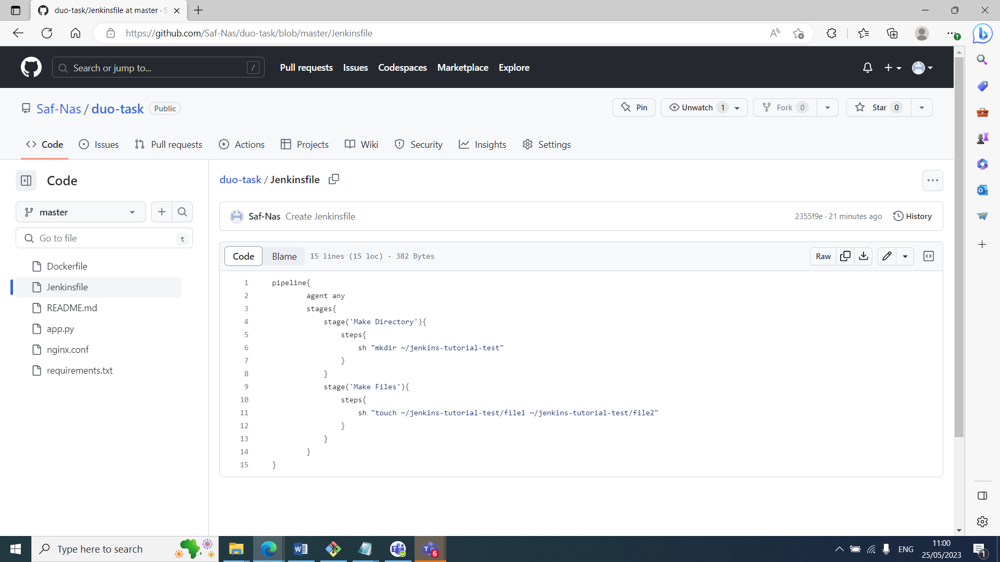 duo-task/Jenkinsfile at master · S
https://github.com/Saf-Nas/duo-task/blob/master/Jenkinsfile
Search or jump to... /
Pull requests Issues Codespaces Marketplace Explore
Saf-Nas / duo-task Public
Pin Unwatch 1 Fork 0 Star 0
Code Issues Pull requests Actions Projects Wiki Security Insights Settings
Code
master
Go to file t
Dockerfile
Jenkinsfile
README.md
app.py
nginx.conf
requirements.txt
duo-task / Jenkinsfile
Saf-Nas Create Jenkinsfile 2355f9e · 21 minutes ago History
Code Blame 15 lines (15 loc) · 382 Bytes Raw
1 pipeline{
2 agent any
3 stages{
4 stage('Make Directory'){
5 steps{
6 sh "mkdir ~/jenkins-tutorial-test"
7 }
8 }
9 stage('Make Files'){
10 steps{
11 sh "touch ~/jenkins-tutorial-test/file1 ~/jenkins-tutorial-test/file2"
12 }
13 }
14 }
15 }
Type here to search
6
ENG
11:00
25/05/2023
1